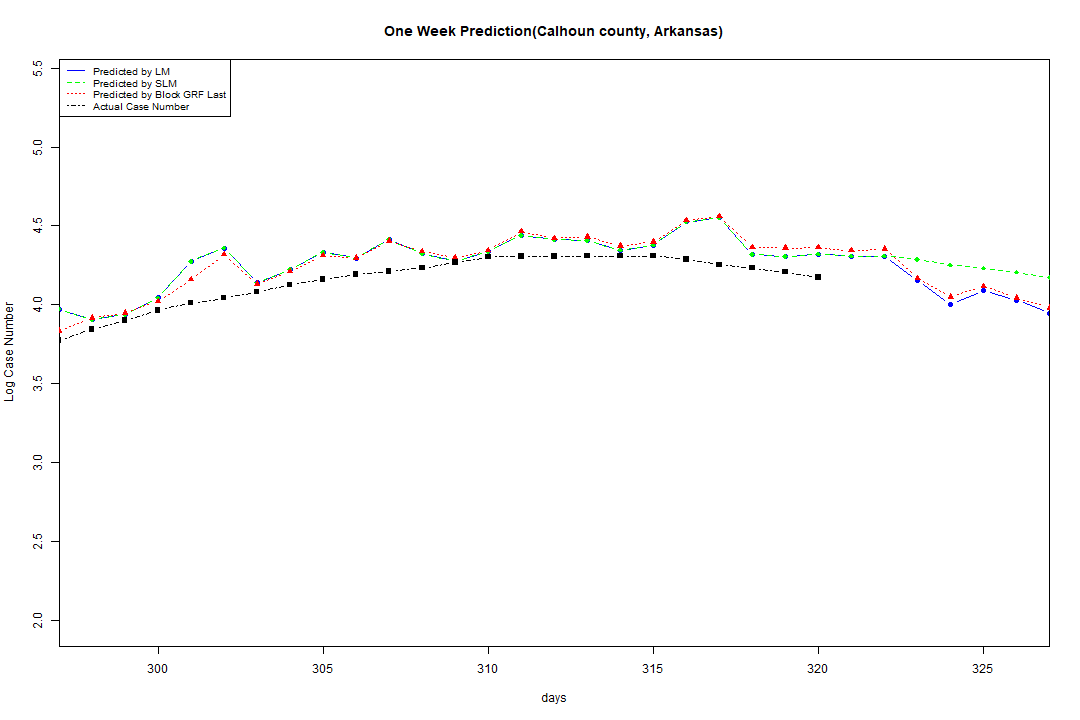 One Week Prediction(Calhoun county, Arkansas)
Predicted by LM
Predicted by SLM
Predicted by Block GRF Last
Actual Case Number
5.5
5.0
4.5
4.0
3.5
3.0
2.5
2.0
Log Case Number
300 305 310 315 320 325
days